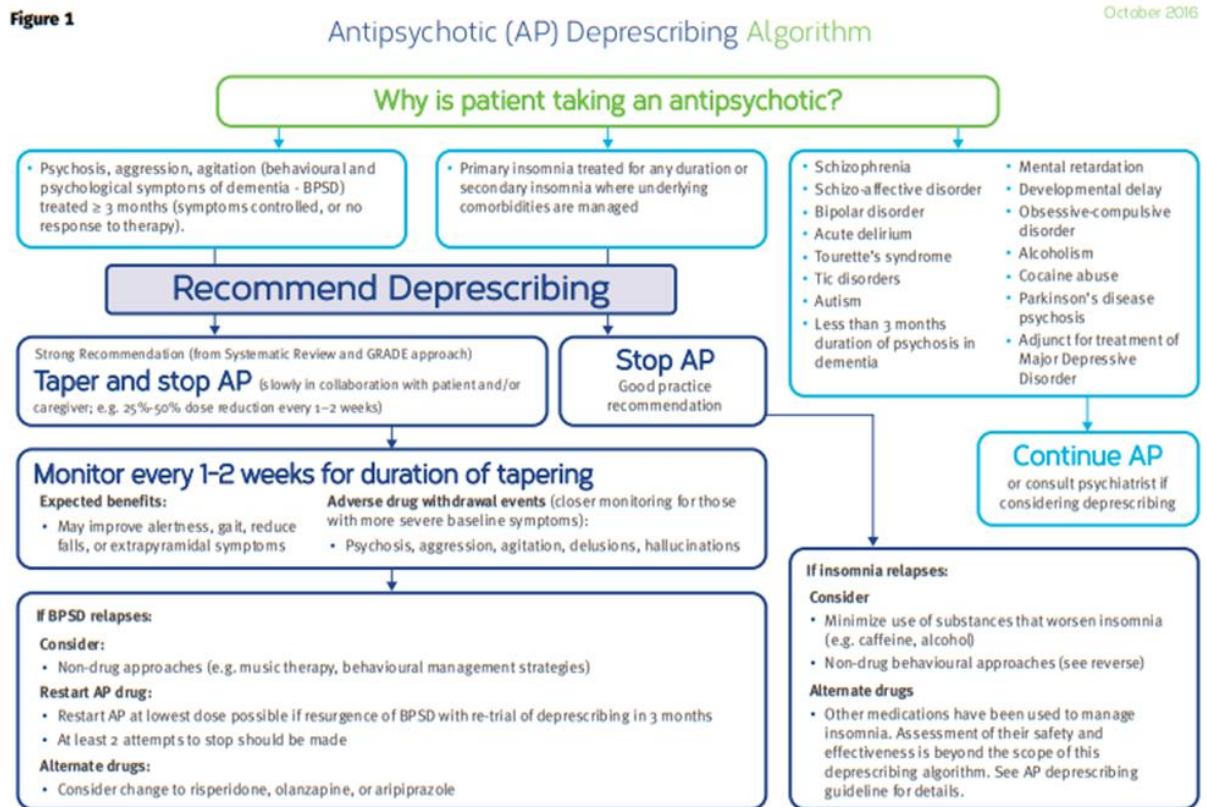 Figure 1
October 2016
Antipsychotic (AP) Deprescribing Algorithm
Why is patient taking an antipsychotic?
• Psychosis, aggression, agitation (behavioural and
psychological symptoms of dementia - BPSD)
treated ≥ 3 months (symptoms controlled, or no
response to therapy).
• Primary insomnia treated for any duration or
secondary insomnia where underlying
comorbidities are managed
• Schizophrenia
• Schizo-affective disorder
• Bipolar disorder
• Acute delirium
• Tourette's syndrome
• Tic disorders
• Autism
• Less than 3 months
duration of psychosis in
dementia
• Mental retardation
• Developmental delay
• Obsessive-compulsive
disorder
• Alcoholism
• Cocaine abuse
• Parkinson's disease
psychosis
• Adjunct for treatment of
Major Depressive
Disorder
Recommend Deprescribing
Strong Recommendation (from Systematic Review and GRADE approach)
Taper and stop AP (slowly in collaboration with patient and/or
caregiver; e.g. 25%-50% dose reduction every 1–2 weeks)
Stop AP
Good practice
recommendation
Continue AP
or consult psychiatrist if
considering deprescribing
Monitor every 1-2 weeks for duration of tapering
Expected benefits:
• May improve alertness, gait, reduce
falls, or extrapyramidal symptoms
Adverse drug withdrawal events (closer monitoring for those
with more severe baseline symptoms):
• Psychosis, aggression, agitation, delusions, hallucinations
If BPSD relapses:
Consider:
• Non-drug approaches (e.g. music therapy, behavioural management strategies)
Restart AP drug:
• Restart AP at lowest dose possible if resurgence of BPSD with re-trial of deprescribing in 3 months
• At least 2 attempts to stop should be made
Alternate drugs:
• Consider change to risperidone, olanzapine, or aripiprazole
If insomnia relapses:
Consider
• Minimize use of substances that worsen insomnia
(e.g. caffeine, alcohol)
• Non-drug behavioural approaches (see reverse)
Alternate drugs
• Other medications have been used to manage
insomnia. Assessment of their safety and
effectiveness is beyond the scope of this
deprescribing algorithm. See AP deprescribing
guideline for details.